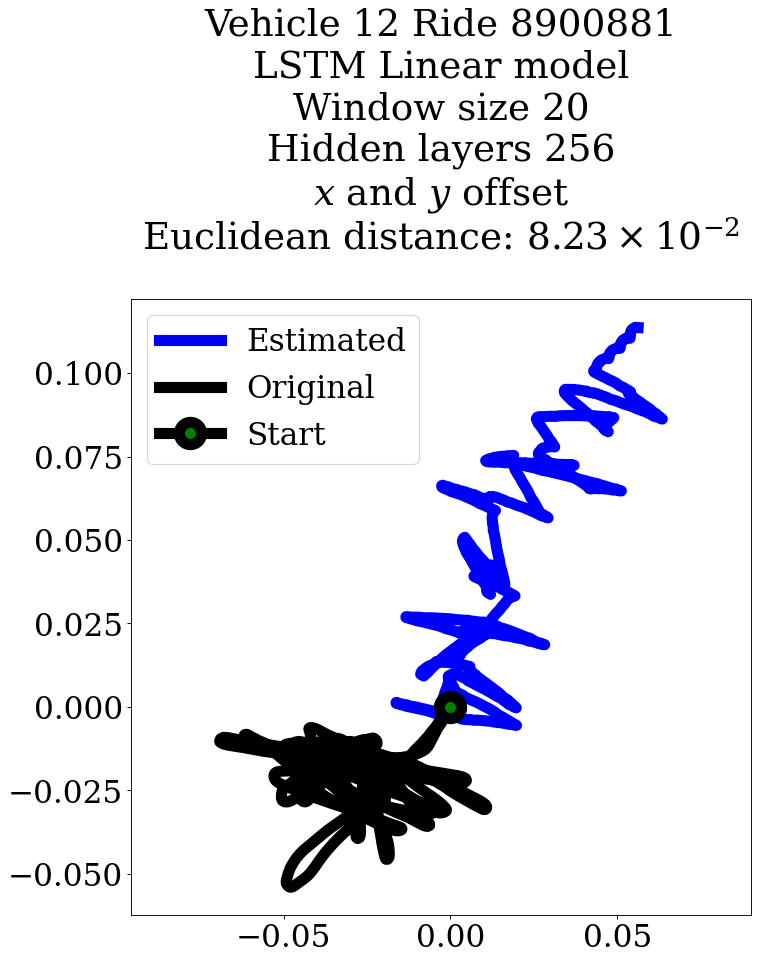 Vehicle 12 Ride 8900881
LSTM Linear model
Window size 20
Hidden layers 256
x and y offset
Euclidean distance: 8.23 × 10⁻²
Estimated
Original
Start
0.100
0.075
0.050
0.025
0.000
−0.025
−0.050
−0.05 0.00 0.05